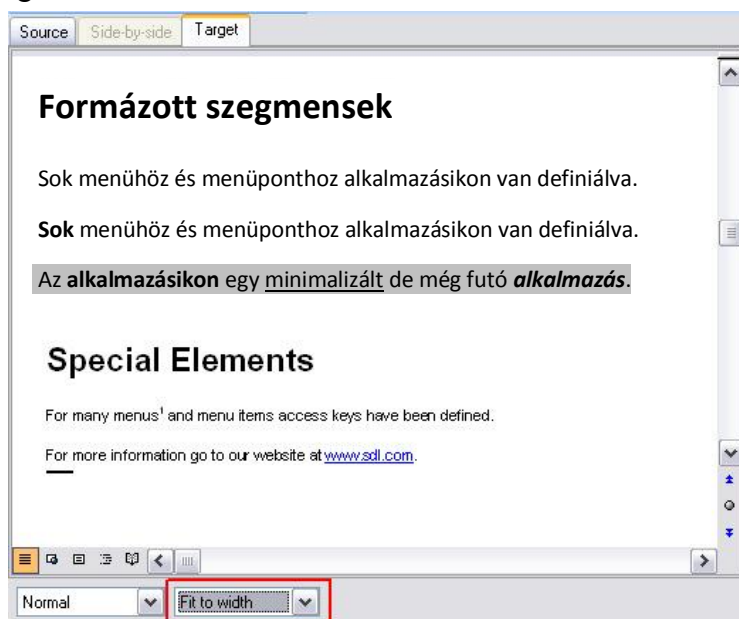 Source Side-by-side Target
Formázott szegmensek
Sok menühöz és menüponthoz alkalmazásikon van definiálva.
Sok menühöz és menüponthoz alkalmazásikon van definiálva.
Az alkalmazásikon egy minimalizált de még futó alkalmazás.
Special Elements
For many menus¹ and menu items access keys have been defined.
For more information go to our website at www.sdl.com.
Normal Fit to width